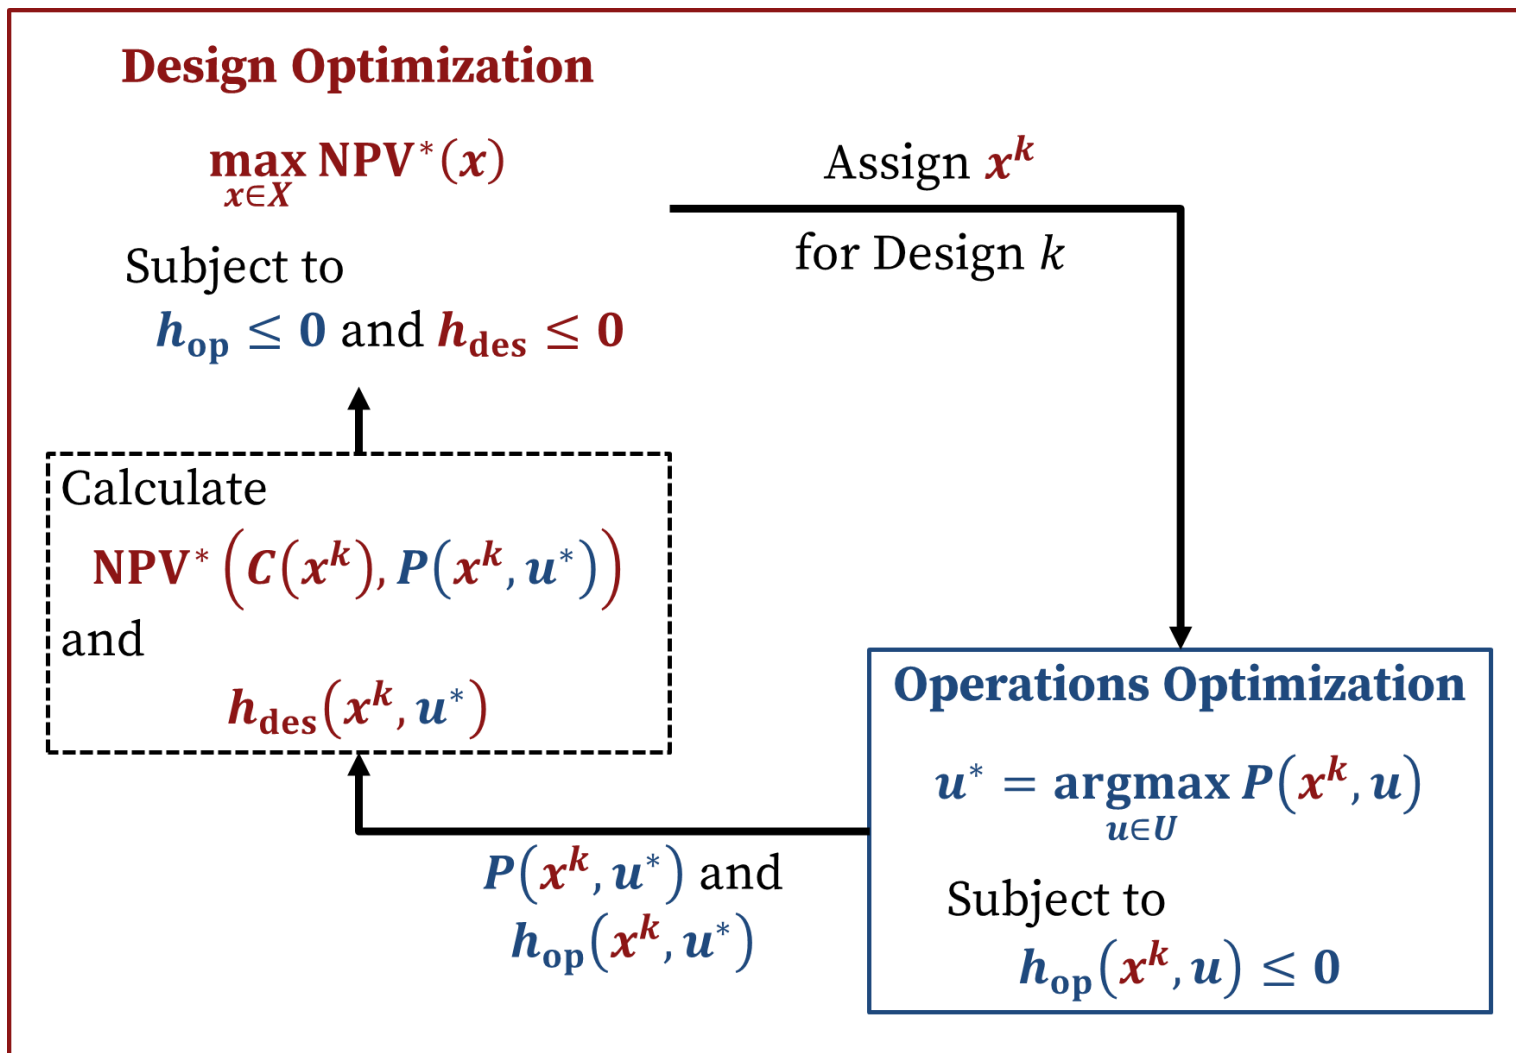 Design Optimization
max NPV*(x)
x∈X
Subject to
h_op ≤ 0 and h_des ≤ 0
Assign x^k
for Design k
Calculate
NPV*(C(x^k), P(x^k, u*))
and
h_des(x^k, u*)
P(x^k, u*) and
h_op(x^k, u*)
Operations Optimization
u* = argmax P(x^k, u)
u∈U
Subject to
h_op(x^k, u) ≤ 0